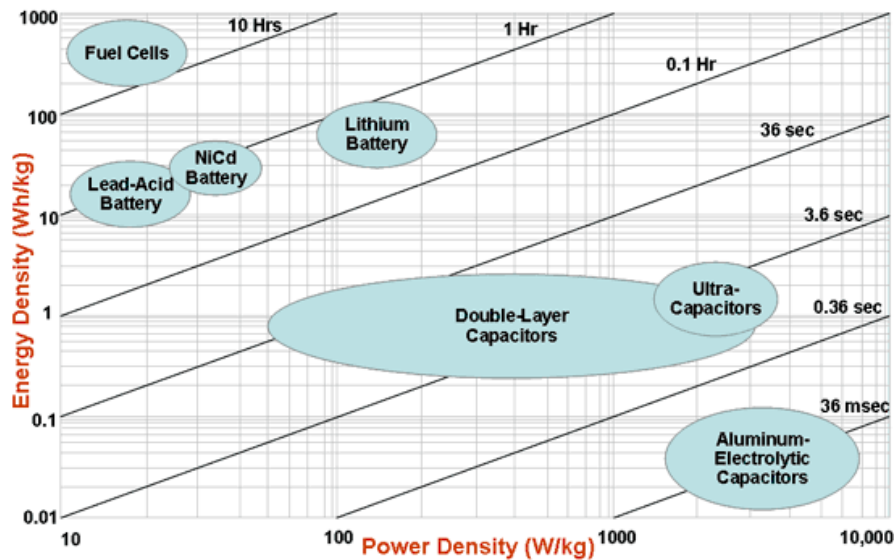 1000
100
10
1
0.1
0.01
Energy Density (Wh/kg)
10 Hrs
1 Hr
0.1 Hr
36 sec
3.6 sec
0.36 sec
36 msec
Fuel Cells
Lithium
Battery
NiCd
Battery
Lead-Acid
Battery
Double-Layer
Capacitors
Ultra-
Capacitors
Aluminum-
Electrolytic
Capacitors
10
100
1000
10,000
Power Density (W/kg)